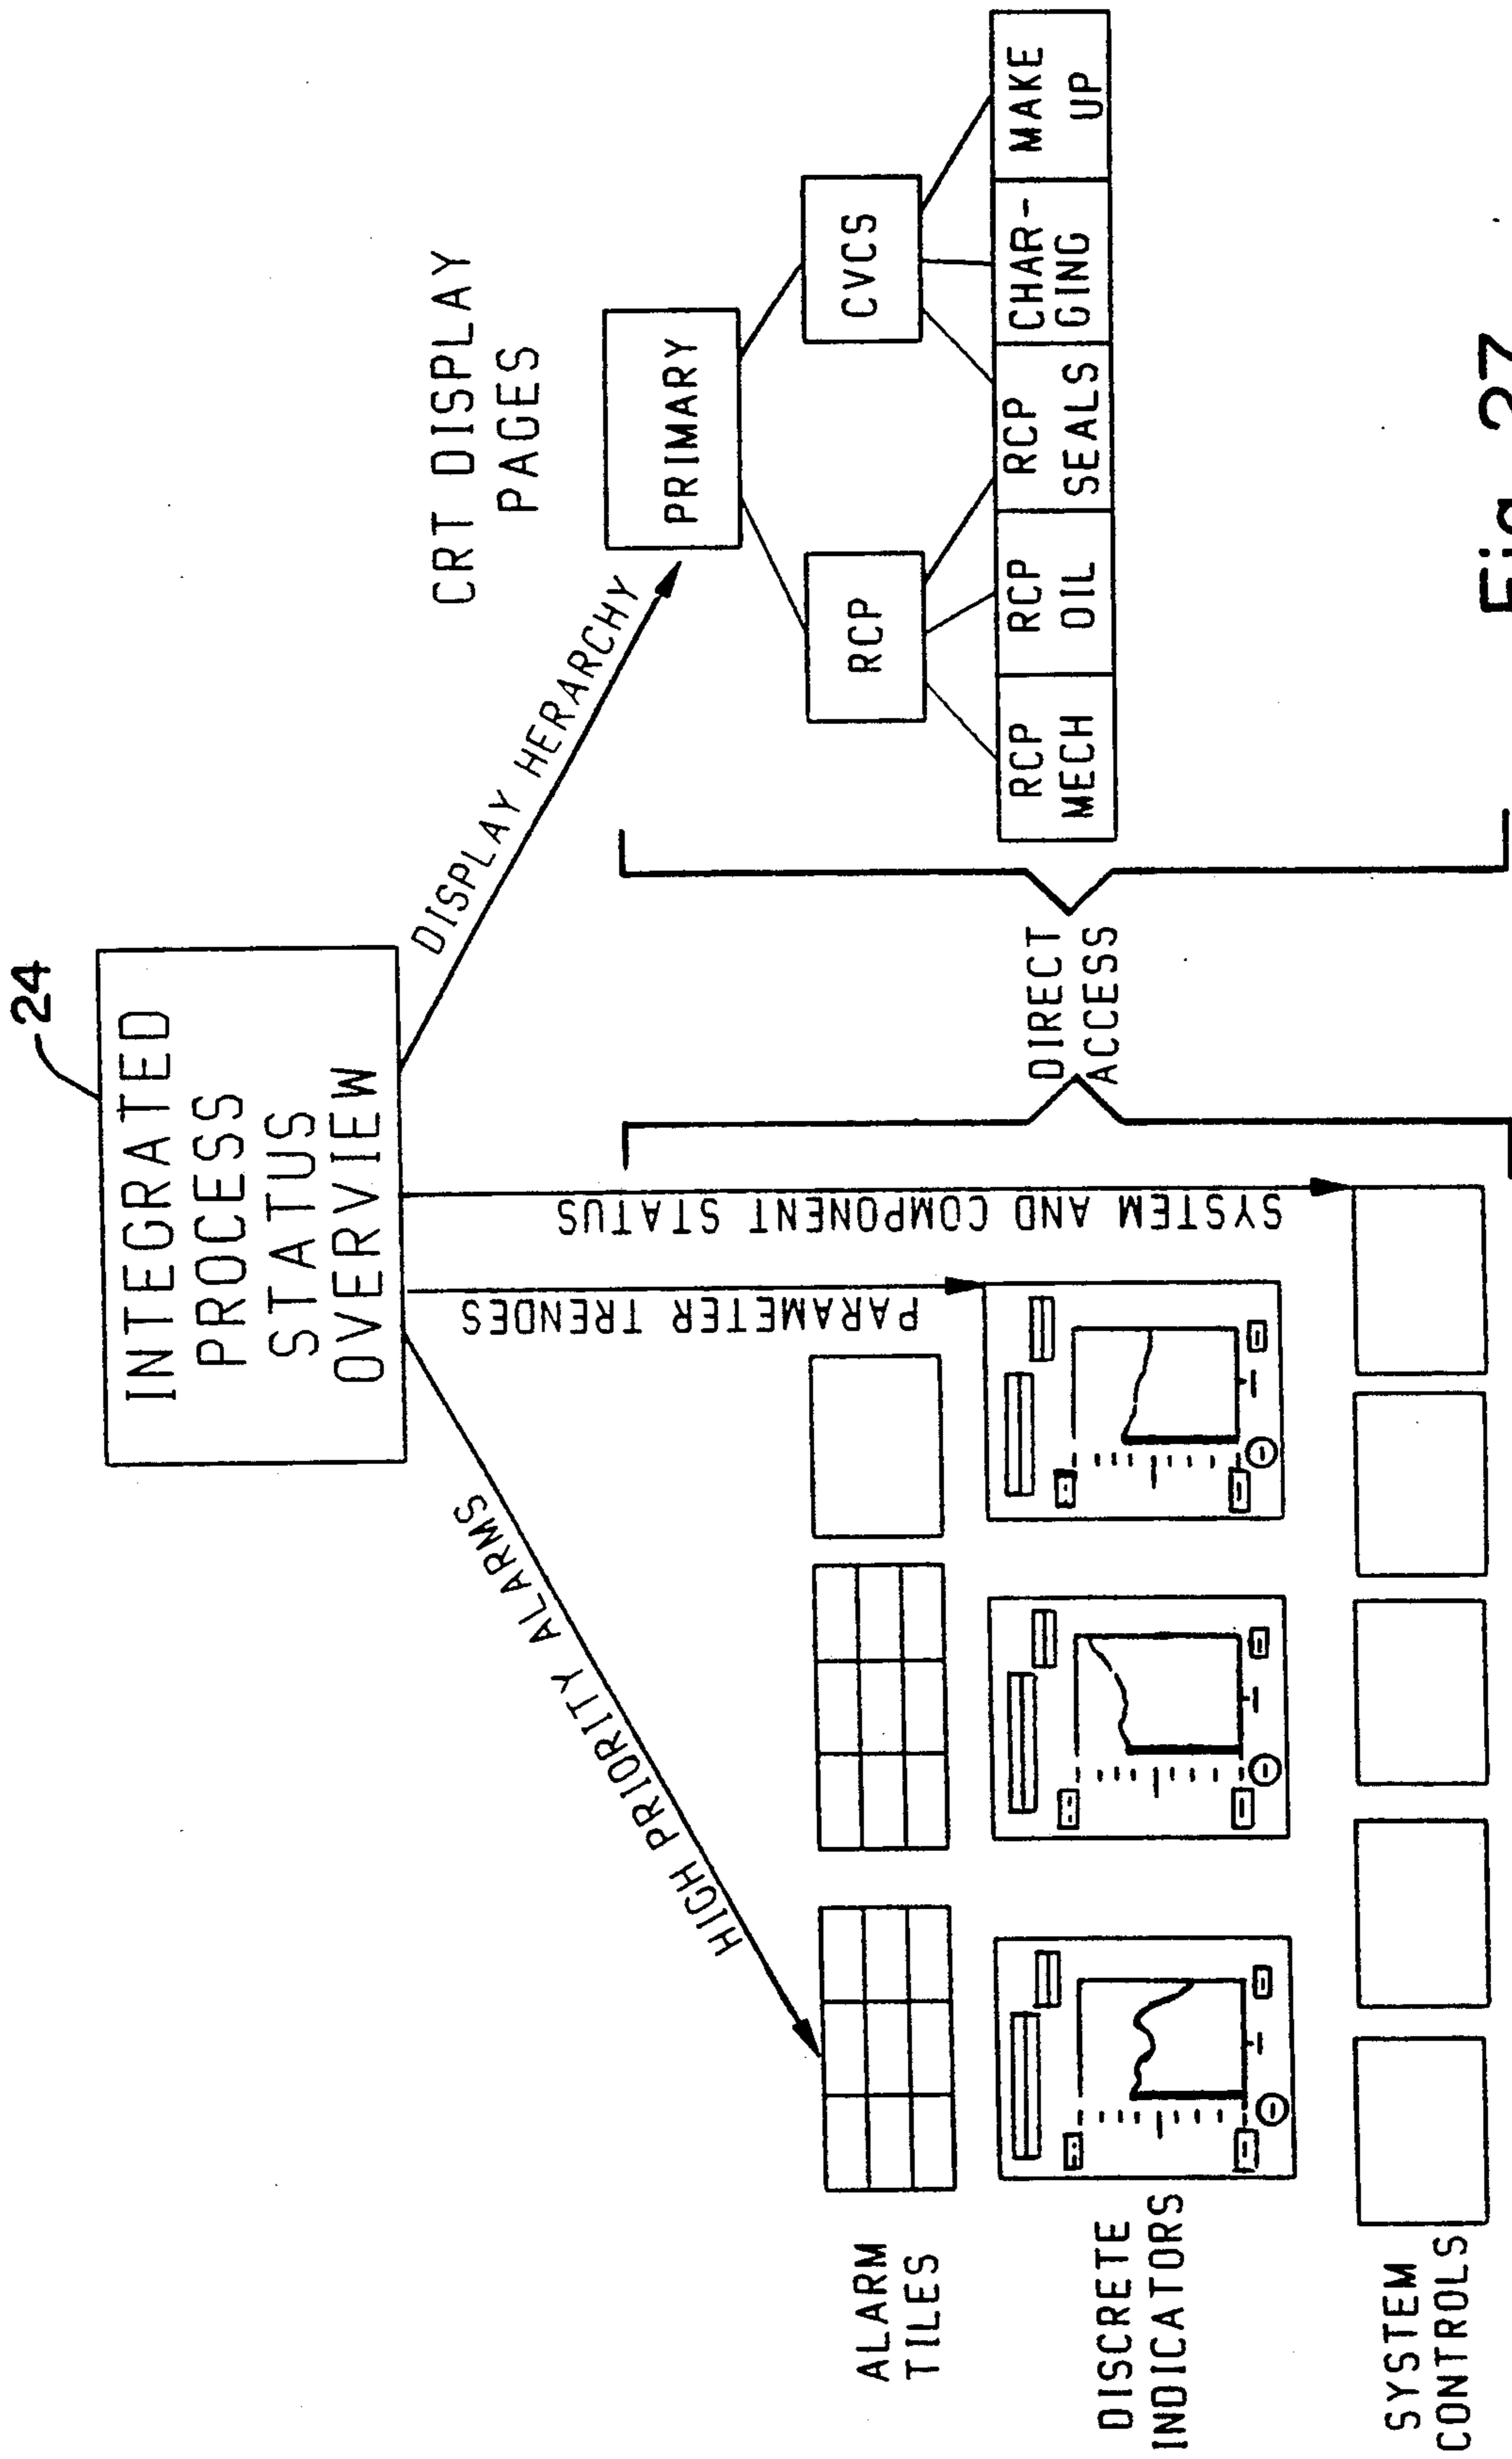 24
INTEGRATED
PROCESS
STATUS
OVERVIEW
HIGH PRIORITY ALARMS
PARAMETER TRENDES
SYSTEM AND COMPONENT STATUS
DISPLAY HERARCHY
CRT DISPLAY
PAGES
PRIMARY
RCP
CVCS
RCP
MECH
RCP
OIL
RCP
SEALS
CHAR-
GING
MAKE
UP
DIRECT
ACCESS
ALARM
TILES
DISCRETE
INDICATORS
SYSTEM
CONTROLS
Fig. 27